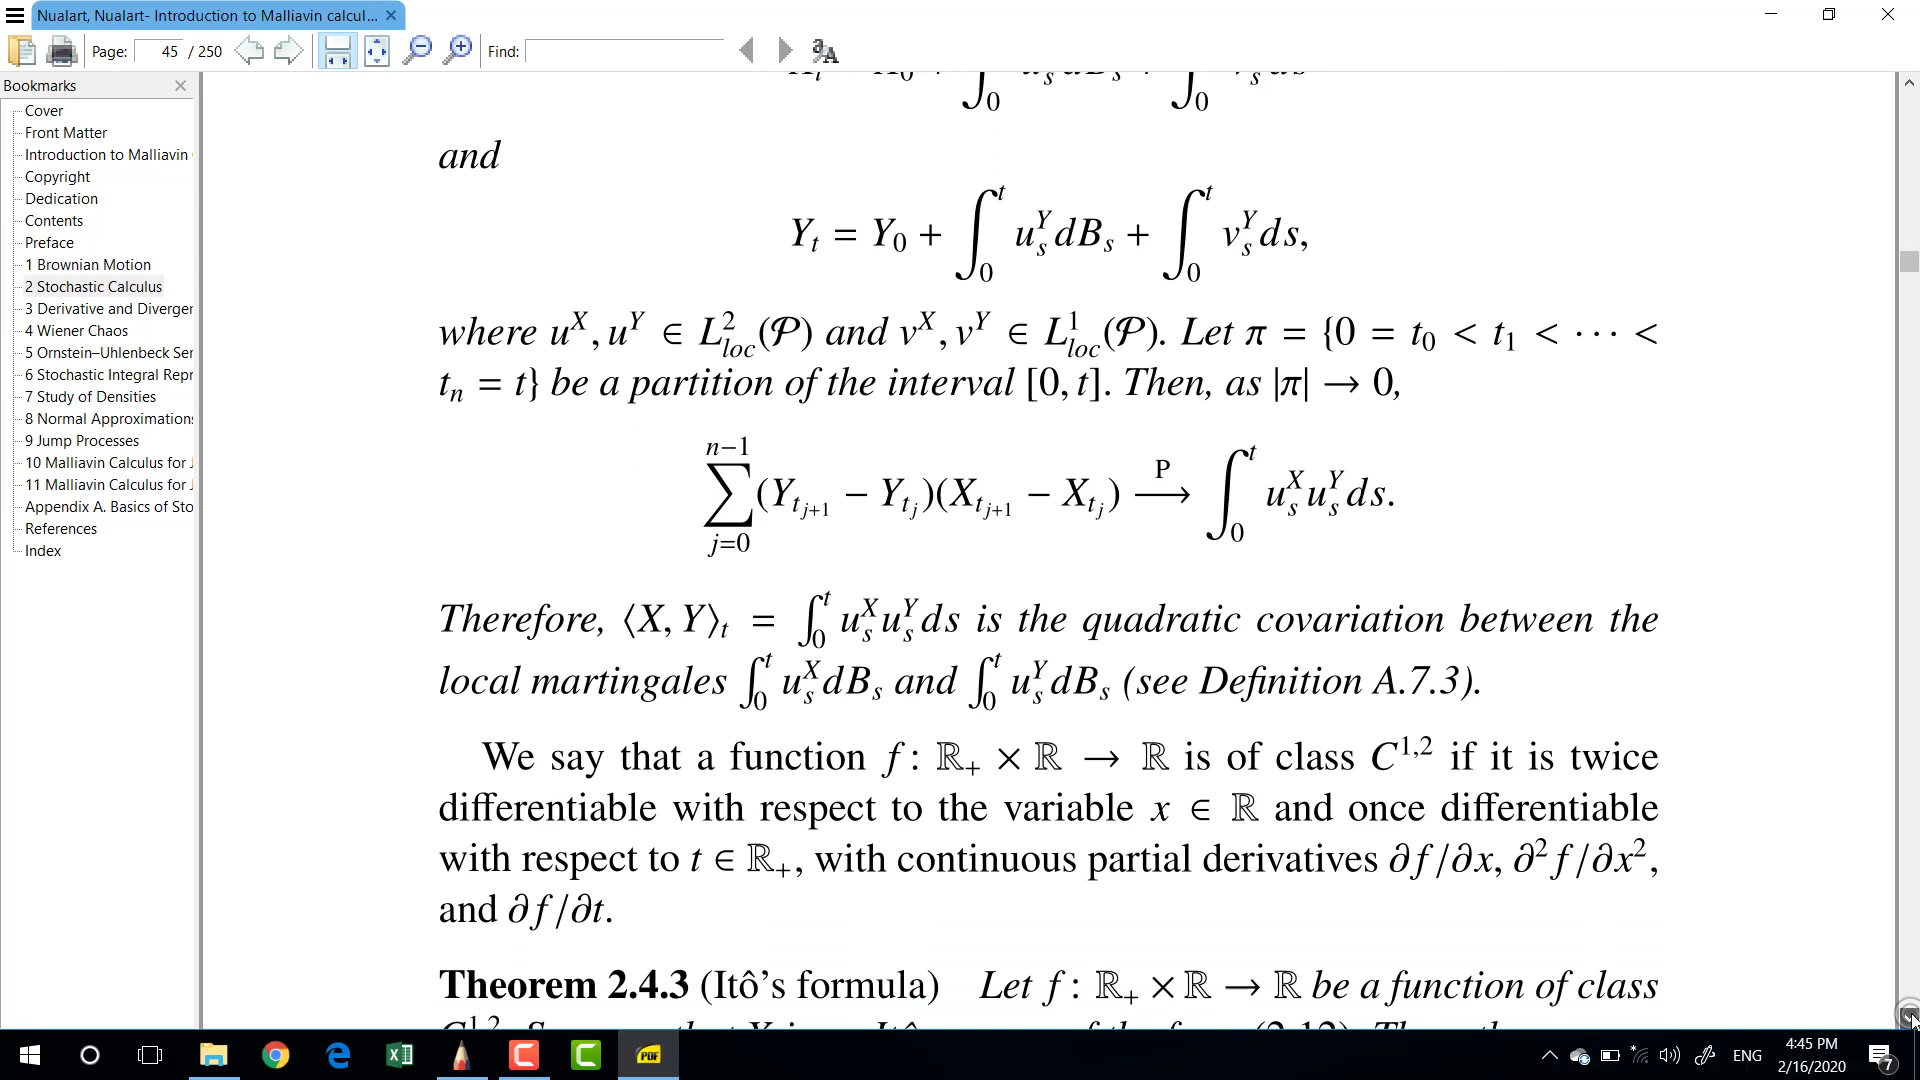 Nualart, Nualart- Introduction to Malliavin calcul...
Page: 45 / 250 Find:
Bookmarks
Cover
Front Matter
Introduction to Malliavin
Copyright
Dedication
Contents
Preface
1 Brownian Motion
2 Stochastic Calculus
3 Derivative and Diverger
4 Wiener Chaos
5 Ornstein–Uhlenbeck Ser
6 Stochastic Integral Repr
7 Study of Densities
8 Normal Approximations
9 Jump Processes
10 Malliavin Calculus for J
11 Malliavin Calculus for J
Appendix A. Basics of Sto
References
Index
and
Y_t = Y_0 + ∫_0^t u_s^Y dB_s + ∫_0^t v_s^Y ds,
where u^X, u^Y ∈ L^2_{loc}(𝒫) and v^X, v^Y ∈ L^1_{loc}(𝒫). Let π = {0 = t_0 < t_1 < ··· <
t_n = t} be a partition of the interval [0, t]. Then, as |π| → 0,
∑_{j=0}^{n−1} (Y_{t_{j+1}} − Y_{t_j})(X_{t_{j+1}} − X_{t_j}) —P→ ∫_0^t u_s^X u_s^Y ds.
Therefore, ⟨X, Y⟩_t = ∫_0^t u_s^X u_s^Y ds is the quadratic covariation between the
local martingales ∫_0^t u_s^X dB_s and ∫_0^t u_s^Y dB_s (see Definition A.7.3).
We say that a function f : ℝ_+ × ℝ → ℝ is of class C^{1,2} if it is twice
differentiable with respect to the variable x ∈ ℝ and once differentiable
with respect to t ∈ ℝ_+, with continuous partial derivatives ∂f/∂x, ∂²f/∂x²,
and ∂f/∂t.
Theorem 2.4.3 (Itô’s formula) Let f : ℝ_+ × ℝ → ℝ be a function of class
ENG
4:45 PM
2/16/2020
7
PDF